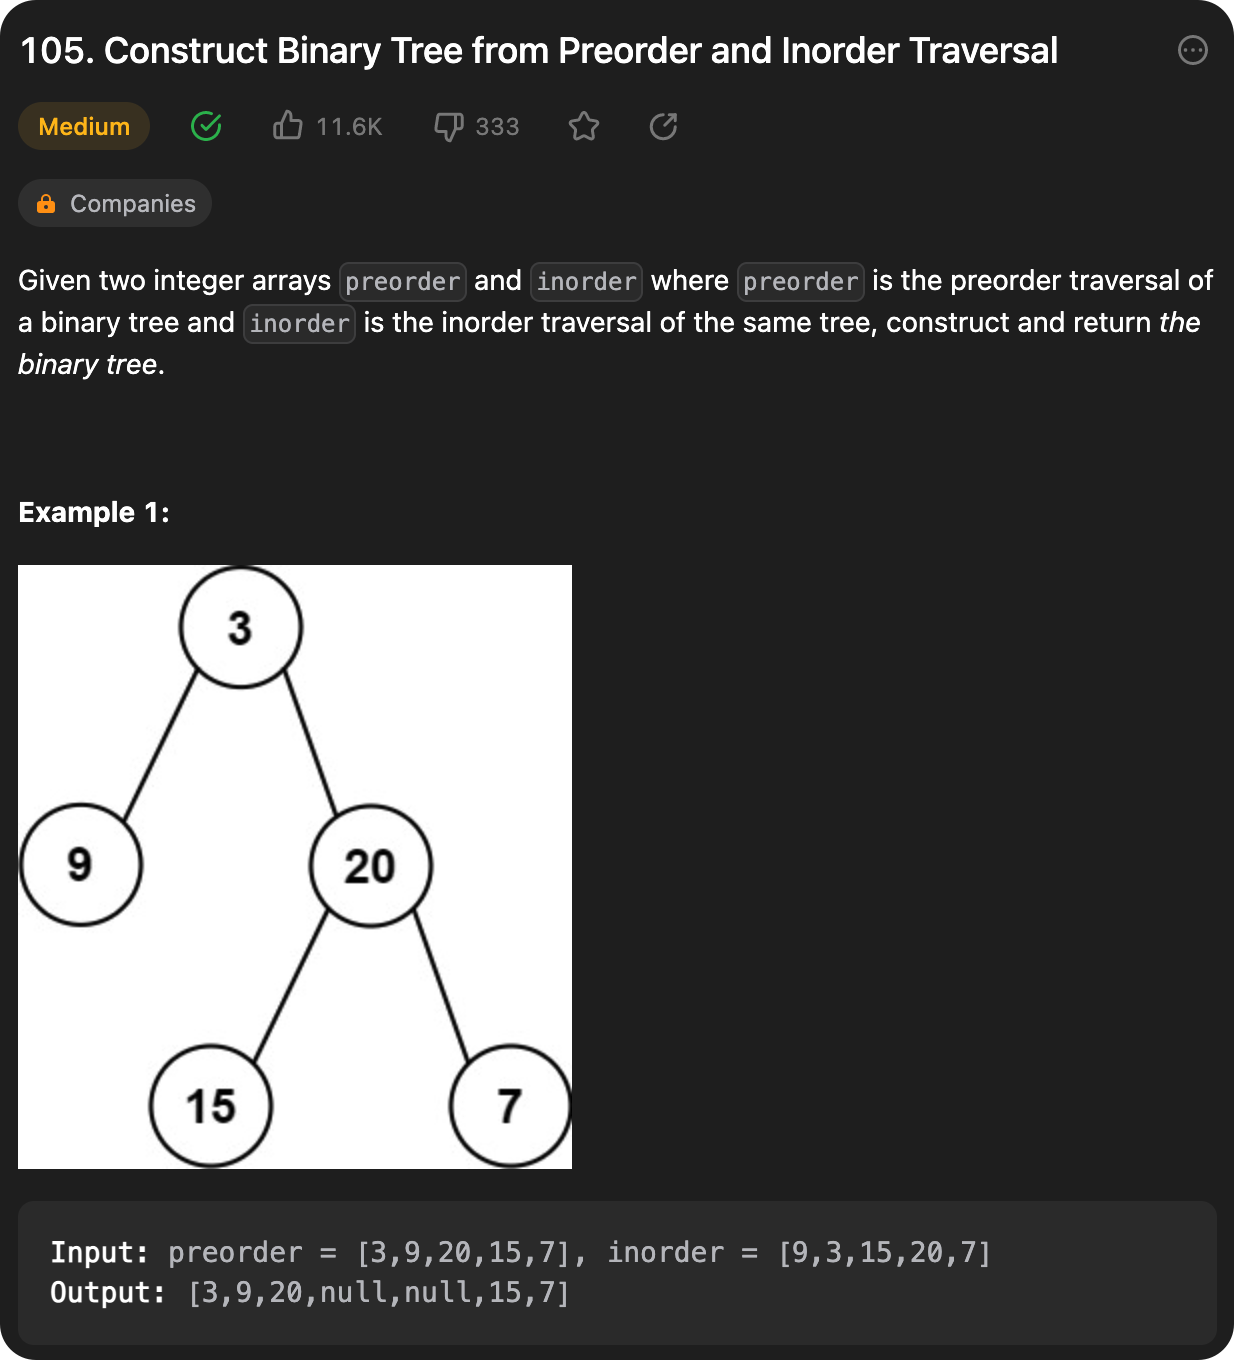 105. Construct Binary Tree from Preorder and Inorder Traversal
Medium 11.6K 333
Companies
Given two integer arrays preorder and inorder where preorder is the preorder traversal of
a binary tree and inorder is the inorder traversal of the same tree, construct and return the
binary tree.
Example 1:
3
9 20
15 7
Input: preorder = [3,9,20,15,7], inorder = [9,3,15,20,7]
Output: [3,9,20,null,null,15,7]